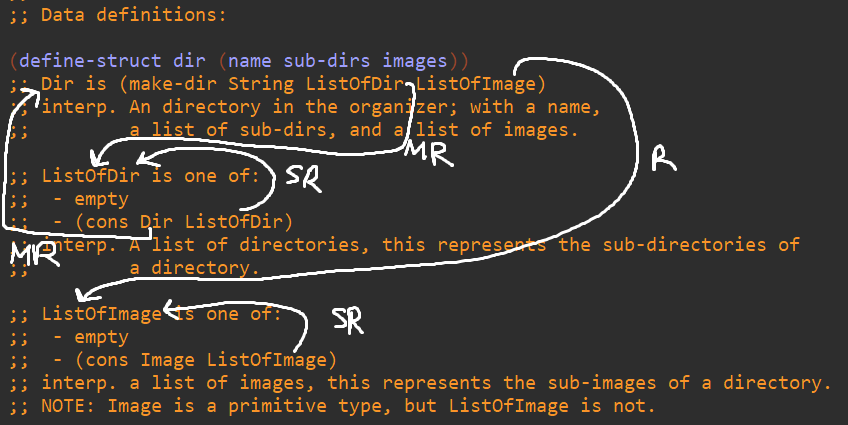 ;; Data definitions:
(define-struct dir (name sub-dirs images))
;; Dir is (make-dir String ListOfDir ListOfImage)
;; interp. An directory in the organizer; with a name,
;;         a list of sub-dirs, and a list of images.
MR
R
;; ListOfDir is one of:
SR
;;  - empty
;;  - (cons Dir ListOfDir)
MR
;; interp. A list of directories, this represents the sub-directories of
;;         a directory.
;; ListOfImage is one of:
SR
;;  - empty
;;  - (cons Image ListOfImage)
;; interp. a list of images, this represents the sub-images of a directory.
;; NOTE: Image is a primitive type, but ListOfImage is not.